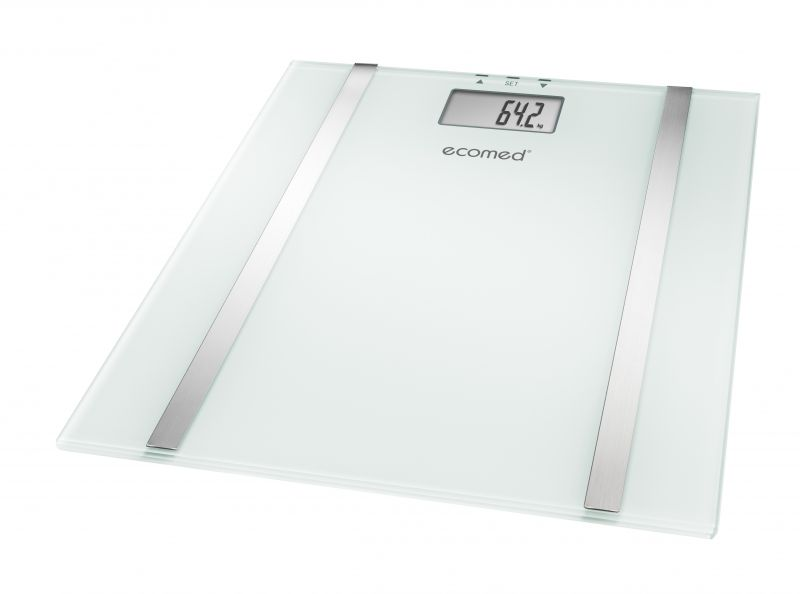 ▲ SET ▼
64.2 kg
ecomed®